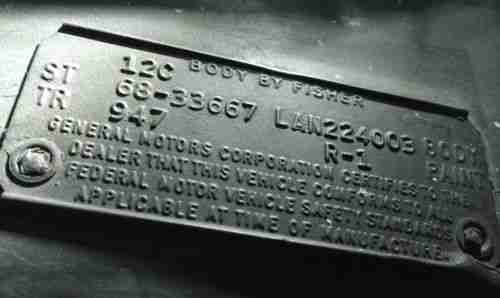 BODY BY FISHER
12C
ST 68-33667 LAN224003 BODY
TR 947 R-1 PAINT
GENERAL MOTORS CORPORATION CERTIFIES TO THE
DEALER THAT THIS VEHICLE CONFORMS TO ALL
FEDERAL MOTOR VEHICLE SAFETY STANDARDS
APPLICABLE AT TIME OF MANUFACTURE.